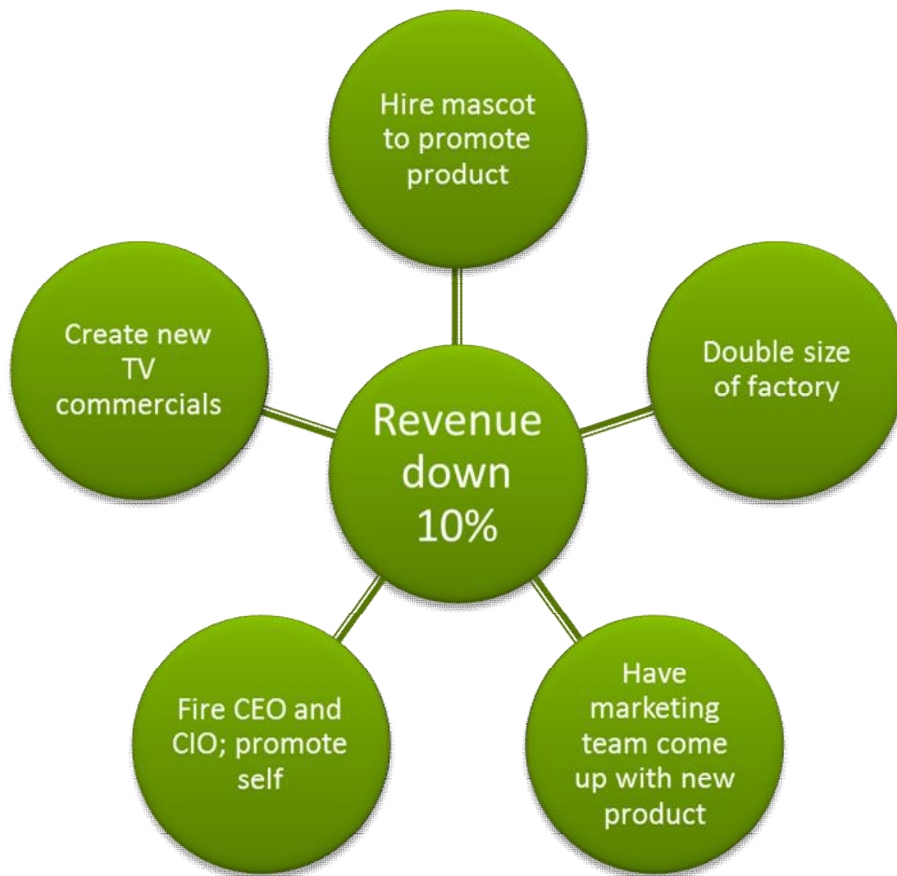 Hire mascot
to promote
product
Create new
TV
commercials
Double size
of factory
Revenue
down
10%
Fire CEO and
CIO; promote
self
Have
marketing
team come
up with new
product